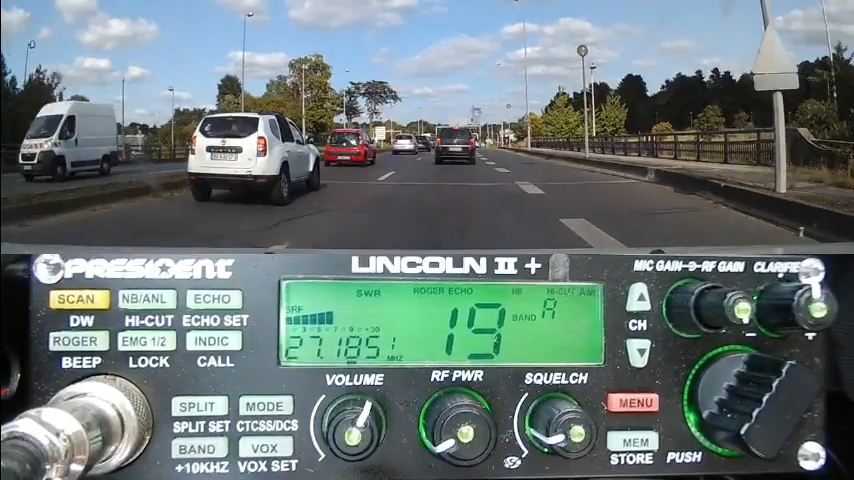 PRESIDENT
LINCOLN II +
MIC GAIN RF GAIN CLARIFIER
SCAN NB/ANL ECHO
DW HI-CUT ECHO SET
ROGER EMG 1/2 INDIC
BEEP LOCK CALL
SWR ROGER ECHO NB HI-CUT
SRF
27.1851 MHZ
19 BAND A
CH
VOLUME RF PWR SQUELCH
SPLIT MODE
SPLIT SET CTCSS/DCS
BAND VOX
+10KHz VOX SET
MENU
MEM
STORE
PUSH